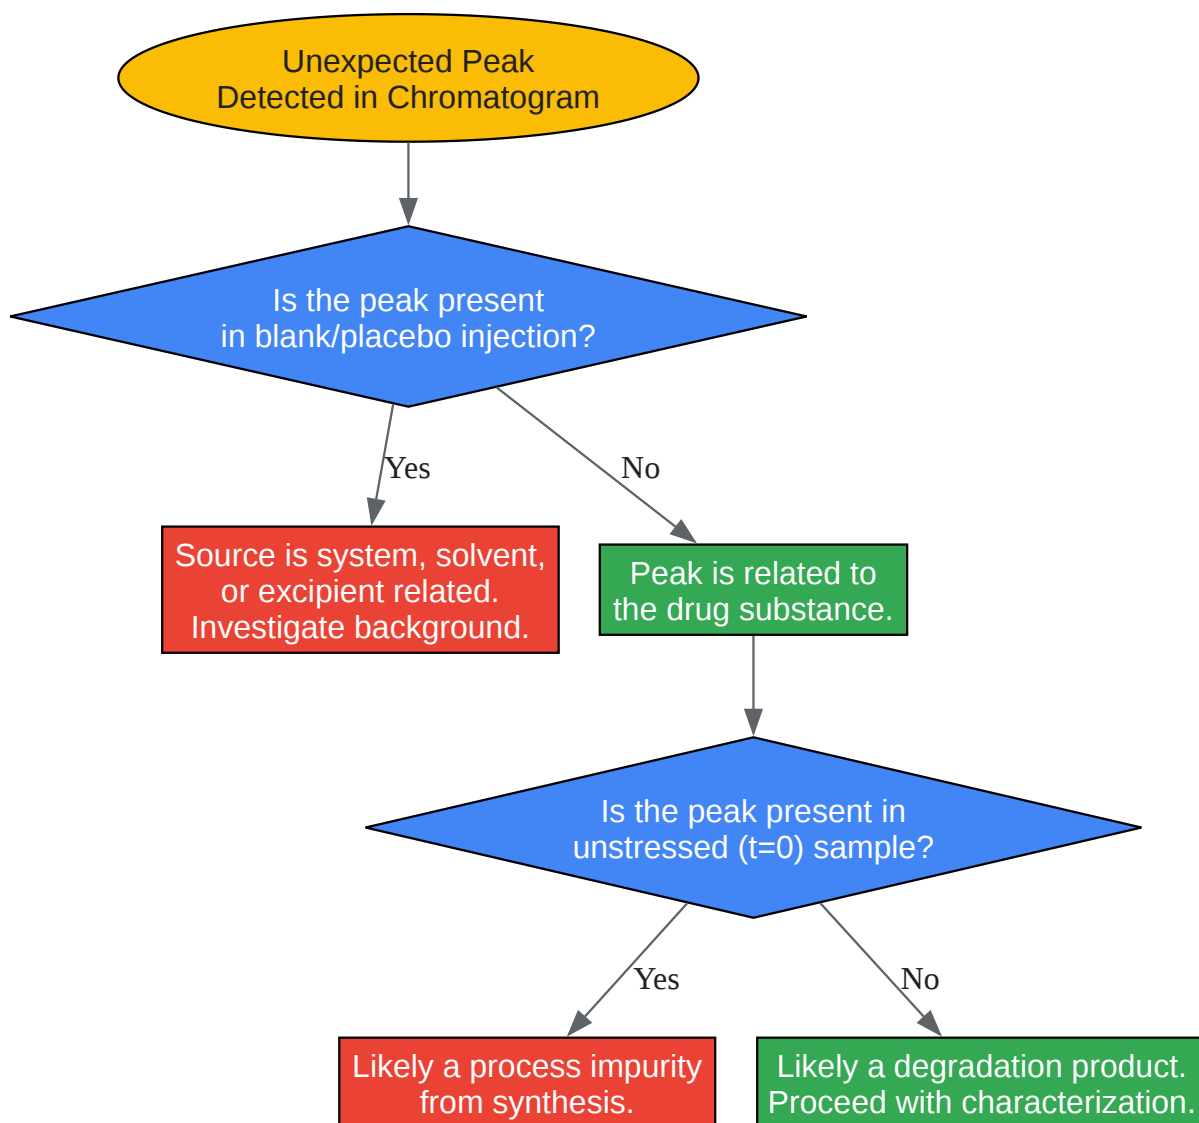 Unexpected Peak
Detected in Chromatogram
Is the peak present
in blank/placebo injection?
Yes
No
Source is system, solvent,
or excipient related.
Investigate background.
Peak is related to
the drug substance.
Is the peak present in
unstressed (t=0) sample?
Yes
No
Likely a process impurity
from synthesis.
Likely a degradation product.
Proceed with characterization.